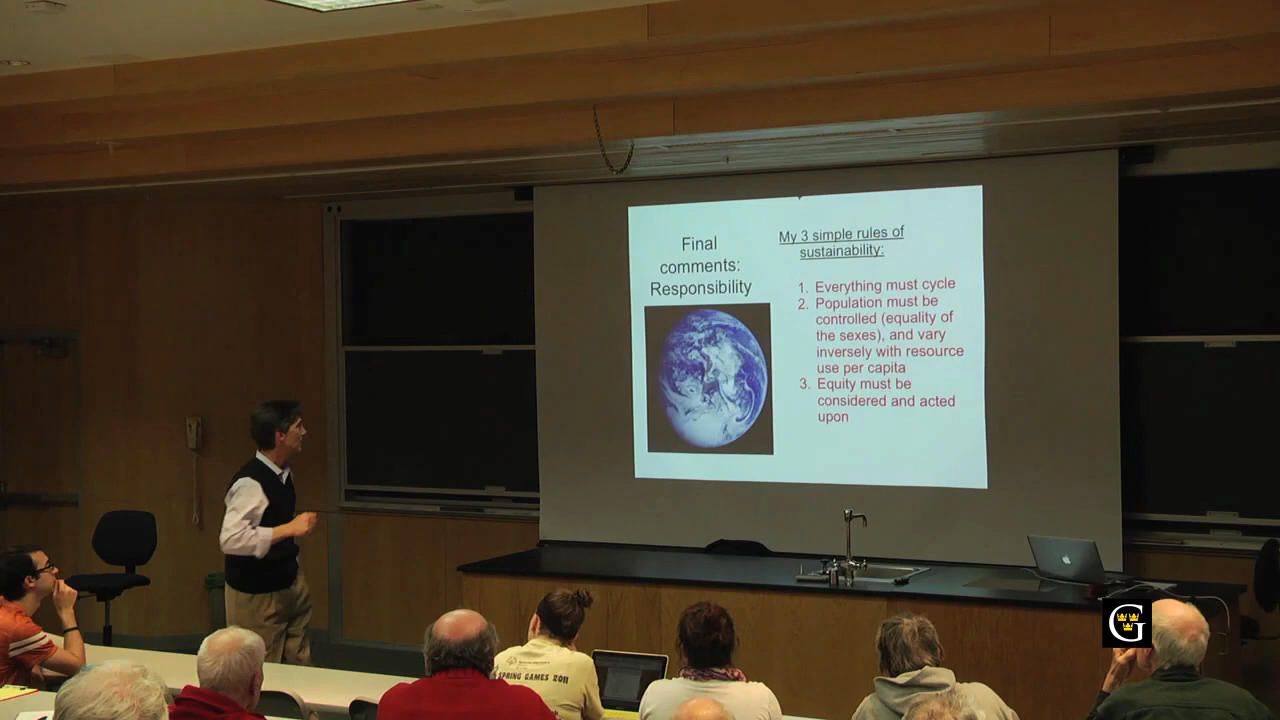 Final
comments:
Responsibility
My 3 simple rules of
sustainability:
1. Everything must cycle
2. Population must be
controlled (equality of
the sexes), and vary
inversely with resource
use per capita
3. Equity must be
considered and acted
upon
SPRING GAMES 2011
G